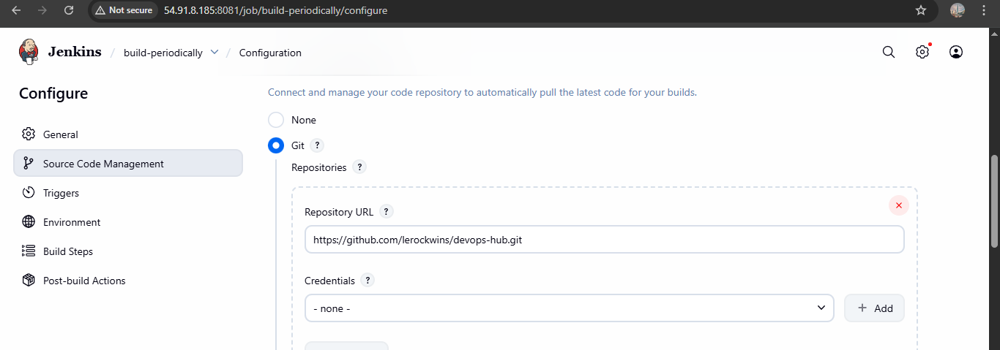 Not secure 54.91.8.185:8081/job/build-periodically/configure
Jenkins / build-periodically / Configuration
Configure
General
Source Code Management
Triggers
Environment
Build Steps
Post-build Actions
Connect and manage your code repository to automatically pull the latest code for your builds.
None
Git ?
Repositories ?
Repository URL ?
https://github.com/lerockwins/devops-hub.git
Credentials ?
- none -
+ Add